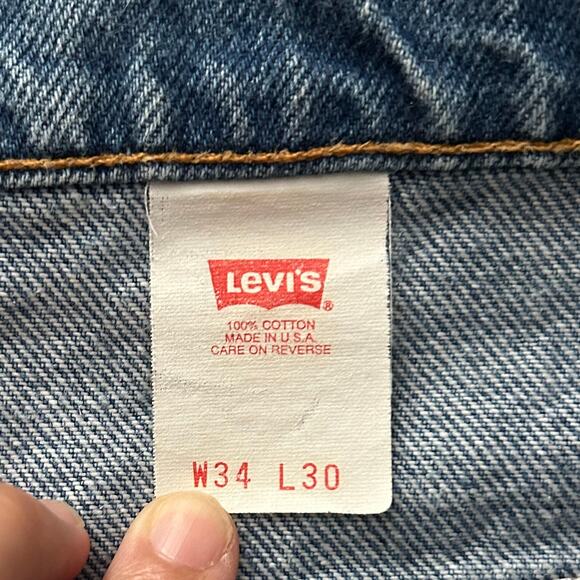 Levi's®
100% COTTON
MADE IN U.S.A.
CARE ON REVERSE
W34 L30